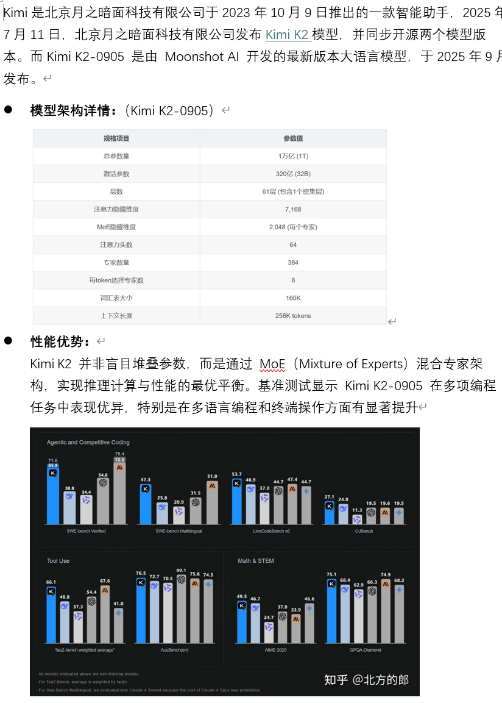 Kimi 是北京月之暗面科技有限公司于 2023 年 10 月 9 日推出的一款智能助手，2025 年
7 月 11 日，北京月之暗面科技有限公司发布 Kimi K2 模型，并同步开源两个模型版
本。而 Kimi K2-0905 是由 Moonshot AI 开发的最新版本大语言模型，于 2025 年 9 月
发布。
● 模型架构详情：（Kimi K2-0905）
规格项目 参数值
总参数量 1万亿 (1T)
激活参数 320亿 (32B)
层数 61层 (包含1个密集层)
注意力隐藏维度 7,168
MoE隐藏维度 2,048 (每个专家)
注意力头数 64
专家数量 384
每token选择专家数 8
词汇表大小 160K
上下文长度 256K tokens
● 性能优势：
Kimi K2 并非盲目堆叠参数，而是通过 MoE（Mixture of Experts）混合专家架
构，实现推理计算与性能的最优平衡。基准测试显示 Kimi K2-0905 在多项编程
任务中表现优异，特别是在多语言编程和终端操作方面有显著提升
Agentic and Competitive Coding
71.6 65.8 38.8 34.4 54.6 72.5
47.3 25.8 20.9 31.5 51.0
53.7 46.9 37.0 44.7 47.4 44.7
27.1 24.0 11.3 19.5 19.6 19.5
SWE-bench Verified SWE-bench Multilingual LiveCodeBench v6 OJBench
Tool Use Math & STEM
66.1 48.8 37.3 54.4 67.6 41.0
76.5 72.7 70.5 80.1 75.6 74.5
49.5 46.7 24.7 37.0 33.9 46.6
75.1 68.4 62.9 66.3 74.9 68.2
Tau2-bench weighted average* AceBench(en) AIME 2025 GPQA-Diamond
All models evaluated above are non-thinking models.
For Tau2-Bench, average is weighted by tasks.
知乎 @北方的郎